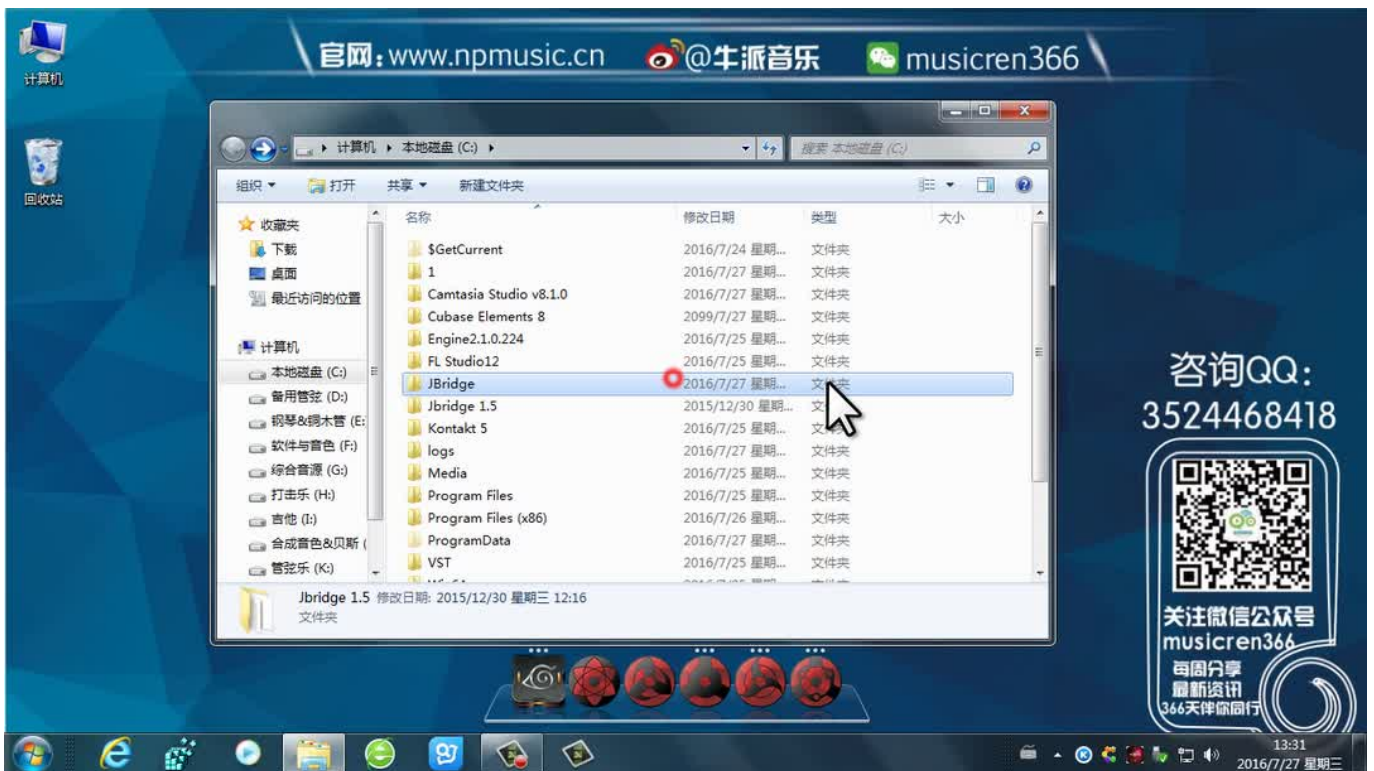 计算机
回收站
官网：www.npmusic.cn @牛派音乐 musicren366
计算机 本地磁盘 (C:) 搜索 本地磁盘 (C:)
组织 打开 共享 新建文件夹
收藏夹
下载
桌面
最近访问的位置
计算机
本地磁盘 (C:)
备用管弦 (D:)
钢琴&铜木管 (E:
软件与音色 (F:)
综合音源 (G:)
打击乐 (H:)
吉他 (I:)
合成音色&贝斯 (
管弦乐 (K:)
名称 修改日期 类型 大小
$GetCurrent 2016/7/24 星期... 文件夹
1 2016/7/27 星期... 文件夹
Camtasia Studio v8.1.0 2016/7/27 星期... 文件夹
Cubase Elements 8 2099/7/27 星期... 文件夹
Engine2.1.0.224 2016/7/25 星期... 文件夹
FL Studio12 2016/7/25 星期... 文件夹
JBridge 2016/7/27 星期... 文件夹
Jbridge 1.5 2015/12/30 星期... 文
Kontakt 5 2016/7/25 星期... 文件夹
logs 2016/7/27 星期... 文件夹
Media 2016/7/25 星期... 文件夹
Program Files 2016/7/25 星期... 文件夹
Program Files (x86) 2016/7/26 星期... 文件夹
ProgramData 2016/7/27 星期... 文件夹
VST 2016/7/25 星期... 文件夹
Jbridge 1.5 修改日期: 2015/12/30 星期三 12:16
文件夹
咨询QQ：
3524468418
关注微信公众号
musicren366
每周分享
最新资讯
366天伴你同行
13:31
2016/7/27 星期三